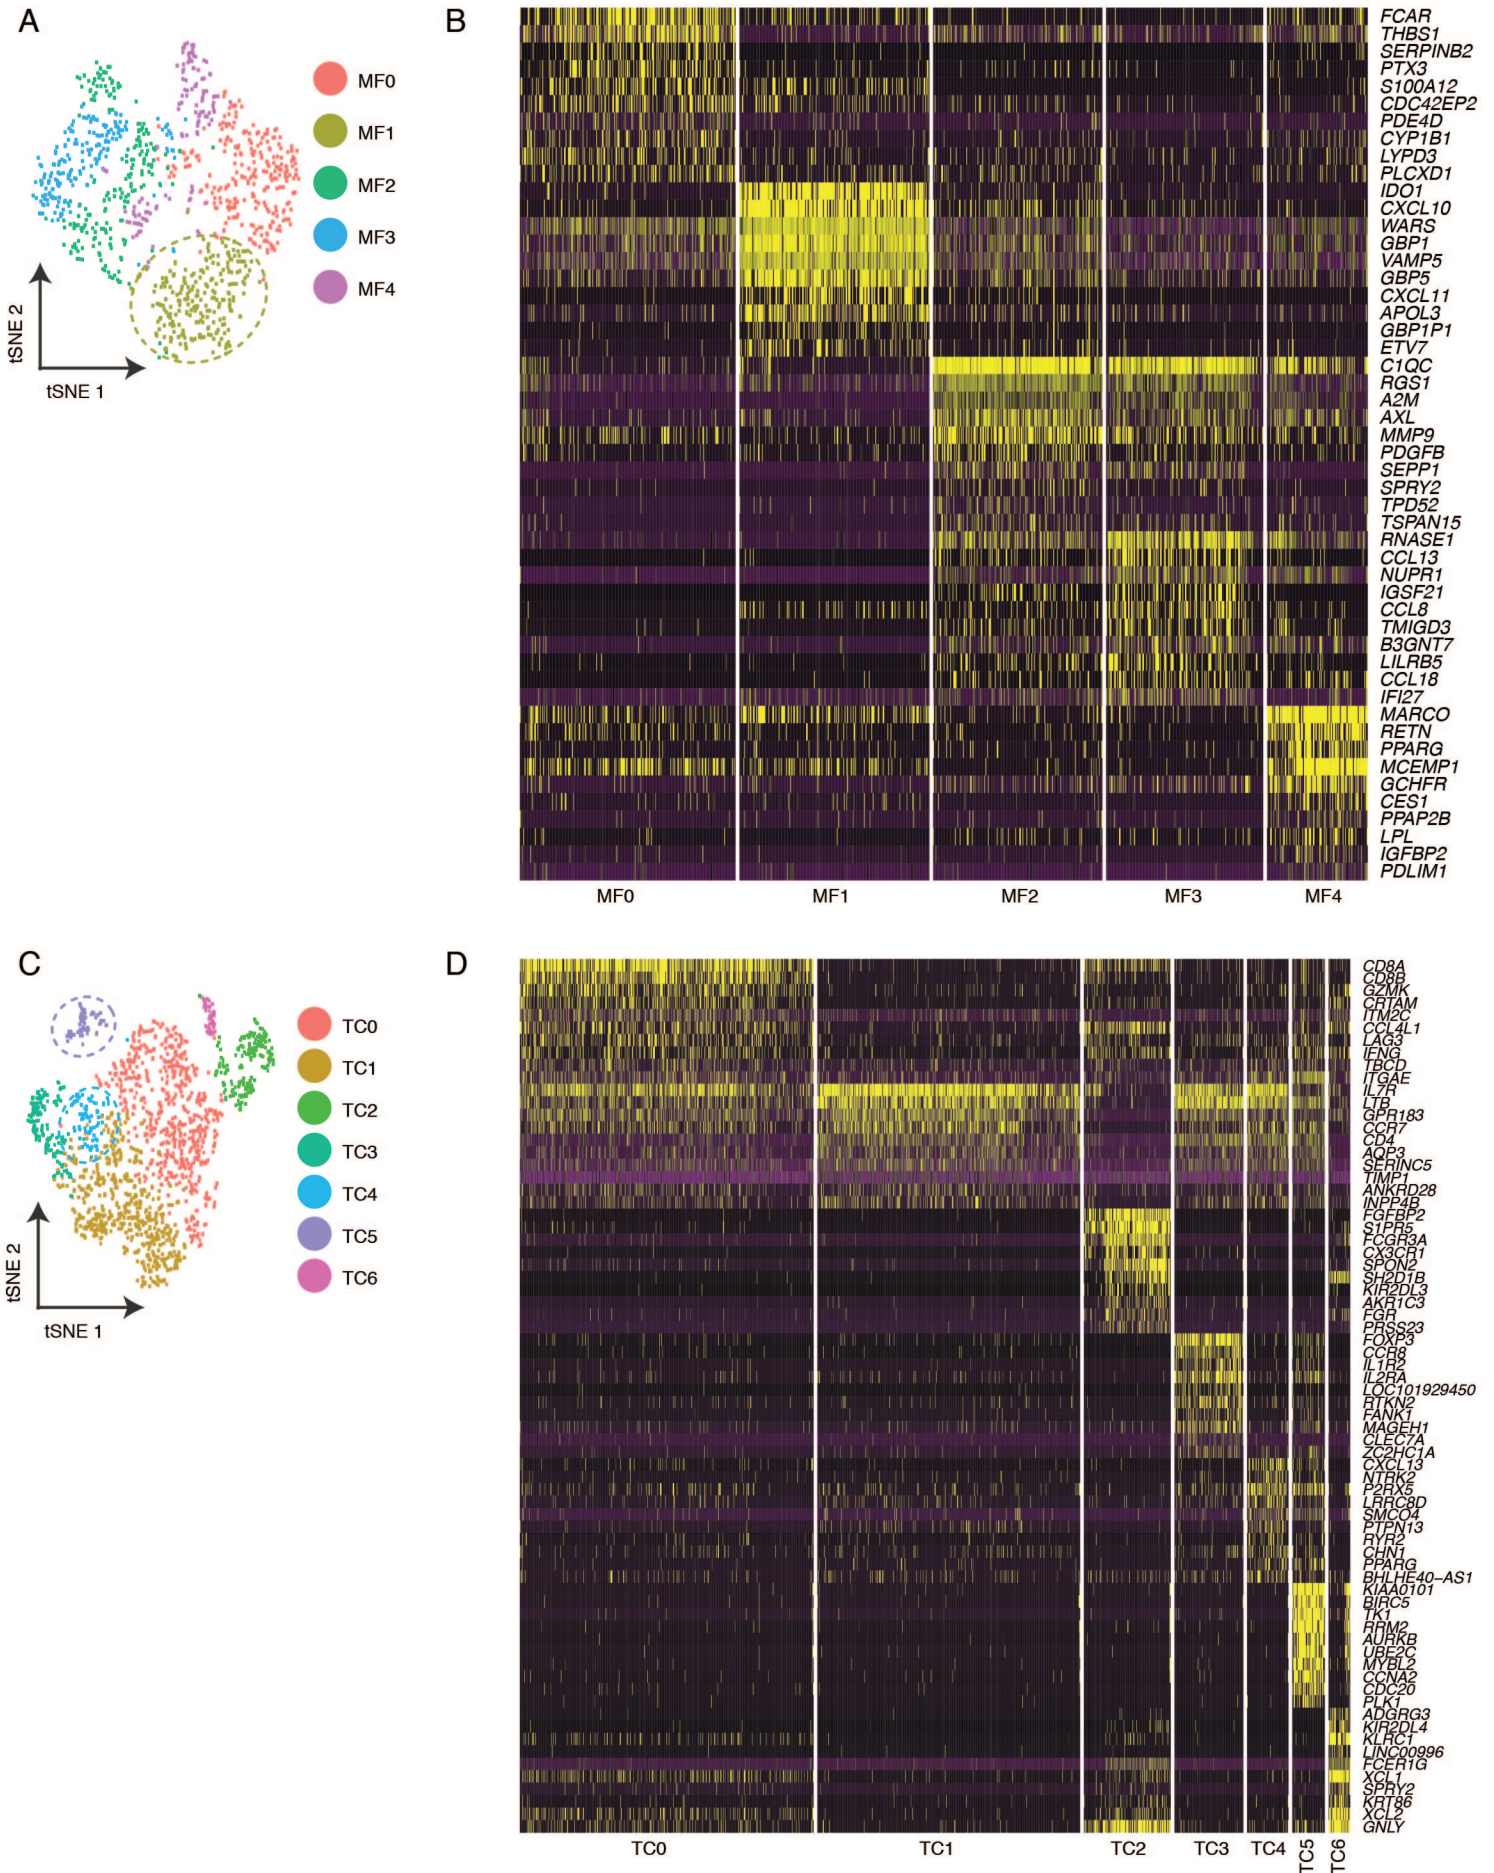 A
MF0
MF1
MF2
MF3
MF4
tSNE 2
tSNE 1
B
FCAR
THBS1
SERPINB2
PTX3
S100A12
CDC42EP2
PDE4D
CYP1B1
LYPD3
PLCXD1
IDO1
CXCL10
WARS
GBP1
VAMP5
GBP5
CXCL11
APOL3
GBP1P1
ETV7
C1QC
RGS1
A2M
AXL
MMP9
PDGFB
SEPP1
SPRY2
TPD52
TSPAN15
RNASE1
CCL13
NUPR1
IGSF21
CCL8
TMIGD3
B3GNT7
LILRB5
CCL18
IFI27
MARCO
RETN
PPARG
MCEMP1
GCHFR
CES1
PPAP2B
LPL
IGFBP2
PDLIM1
MF0 MF1 MF2 MF3 MF4
C
TC0
TC1
TC2
TC3
TC4
TC5
TC6
tSNE 2
tSNE 1
D
CD8A
CD8B
GZMK
CRTAM
ITM2C
CCL4L1
LAG3
IFNG
TBCD
ITGAE
IL7R
LTB
GPR183
CCR7
CD4
AQP3
SERINC5
TIMP1
ANKRD28
INPP4B
FGFBP2
S1PR5
FCGR3A
CX3CR1
SPON2
SH2D1B
KIR2DL3
AKR1C3
FGR
PRSS23
FOXP3
CCR8
IL1R2
IL2RA
LOC101929450
RTKN2
FANK1
MAGEH1
CLEC7A
ZC2HC1A
CXCL13
NTRK2
P2RX5
LRRC8D
SMCO4
PTPN13
RYR2
CHN1
PPARG
BHLHE40−AS1
KIAA0101
BIRC5
TK1
RRM2
AURKB
UBE2C
MYBL2
CCNA2
CDC20
PLK1
ADGRG3
KIR2DL4
KLRC1
LINC00996
FCER1G
XCL1
SPRY2
KRT86
XCL2
GNLY
TC0 TC1 TC2 TC3 TC4 TC5 TC6